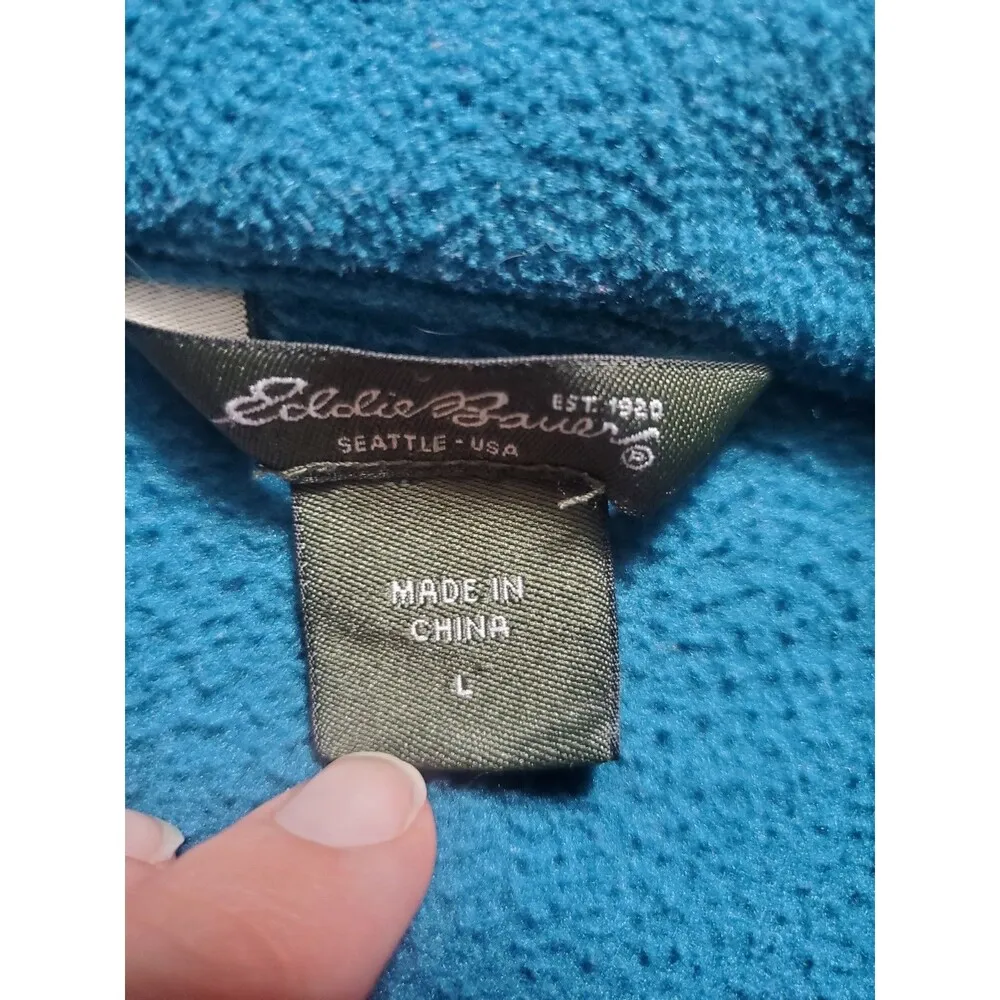 Eddie Bauer
EST. 1920
SEATTLE - USA
®
MADE IN
CHINA
L